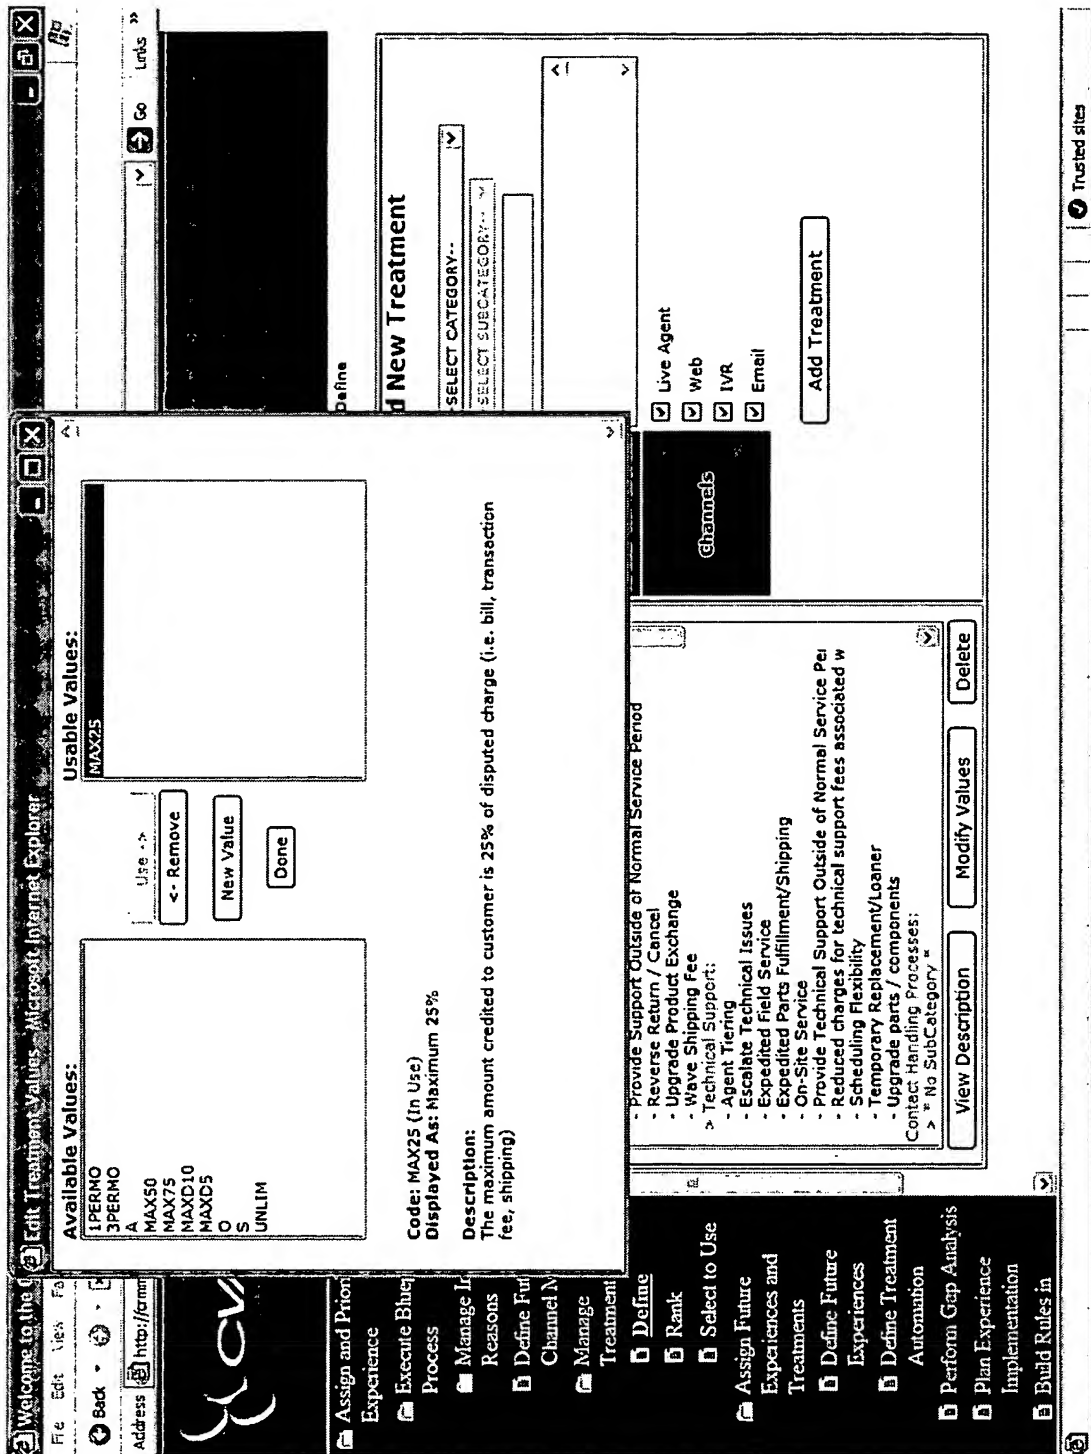 Welcome to the
Edit Treatment Values - Microsoft Internet Explorer
File Edit View Fa
Back
Address http://crmm
Go Links »
CVM
Available Values:
1PERMO
3PERMO
A
MAX50
MAX75
MAXD10
MAXD5
O
S
UNLIM
Use ->
<- Remove
New Value
Done
Usable Values:
MAX25
Code: MAX25 (In Use)
Displayed As: Maximum 25%
Description:
The maximum amount credited to customer is 25% of disputed charge (i.e. bill, transaction
fee, shipping)
Assign and Prior
Experience
Execute Bluep
Process
Manage In
Reasons
Define Fut
Channel M
Manage
Treatment
Define
Rank
Select to Use
Assign Future
Experiences and
Treatments
Define Future
Experiences
Define Treatment
Automation
Perform Gap Analysis
Plan Experience
Implementation
Build Rules in
- Provide Support Outside of Normal Service Period
- Reverse Return / Cancel
- Upgrade Product Exchange
- Wave Shipping Fee
> Technical Support:
- Agent Tiering
- Escalate Technical Issues
- Expedited Field Service
- Expedited Parts Fulfillment/Shipping
- On-Site Service
- Provide Technical Support Outside of Normal Service Per
- Reduced charges for technical support fees associated w
- Scheduling Flexibility
- Temporary Replacement/Loaner
- Upgrade parts / components
Contact Handling Processes:
> * No SubCategory *
View Description
Modify Values
Delete
Define
d New Treatment
-SELECT CATEGORY--
-SELECT SUBCATEGORY--
Channels
Live Agent
Web
IVR
Email
Add Treatment
Trusted sites